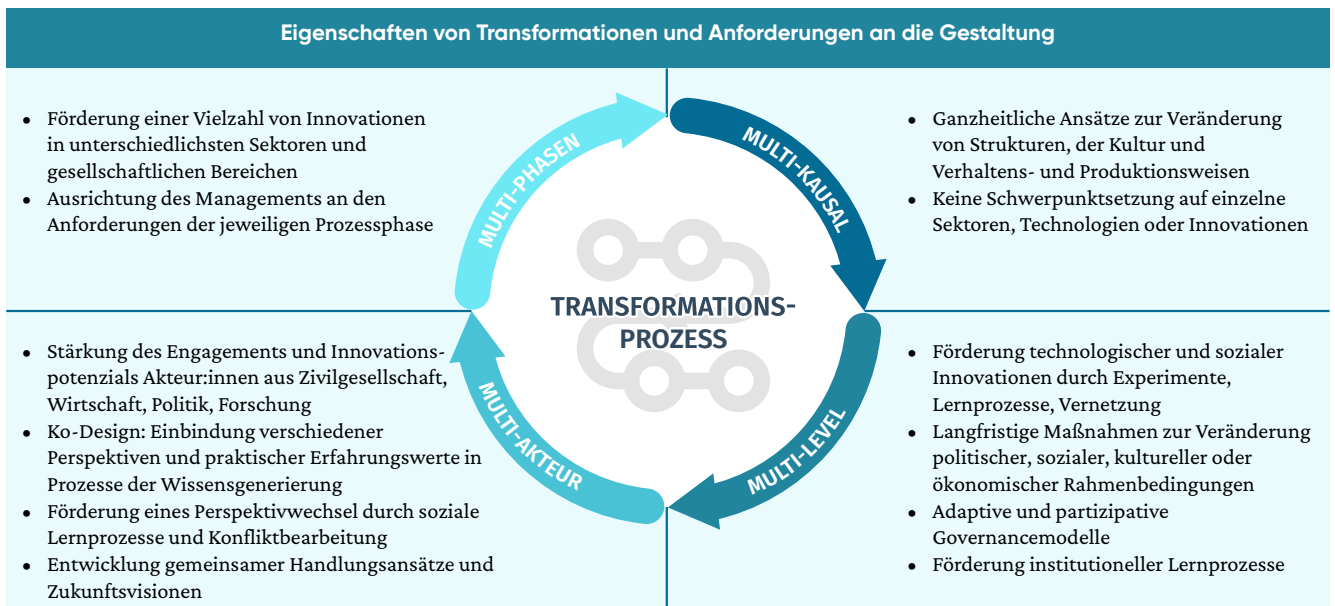 Eigenschaften von Transformationen und Anforderungen an die Gestaltung
• Förderung einer Vielzahl von Innovationen
in unterschiedlichsten Sektoren und
gesellschaftlichen Bereichen
• Ausrichtung des Managements an den
Anforderungen der jeweiligen Prozessphase
MULTI-PHASEN
MULTI-KAUSAL
• Ganzheitliche Ansätze zur Veränderung
von Strukturen, der Kultur und
Verhaltens- und Produktionsweisen
• Keine Schwerpunktsetzung auf einzelne
Sektoren, Technologien oder Innovationen
TRANSFORMATIONS-
PROZESS
• Stärkung des Engagements und Innovations-
potenzials Akteur:innen aus Zivilgesellschaft,
Wirtschaft, Politik, Forschung
• Ko-Design: Einbindung verschiedener
Perspektiven und praktischer Erfahrungswerte in
Prozesse der Wissensgenerierung
• Förderung eines Perspektivwechsel durch soziale
Lernprozesse und Konfliktbearbeitung
• Entwicklung gemeinsamer Handlungsansätze und
Zukunftsvisionen
MULTI-AKTEUR
MULTI-LEVEL
• Förderung technologischer und sozialer
Innovationen durch Experimente,
Lernprozesse, Vernetzung
• Langfristige Maßnahmen zur Veränderung
politischer, sozialer, kultureller oder
ökonomischer Rahmenbedingungen
• Adaptive und partizipative
Governancemodelle
• Förderung institutioneller Lernprozesse